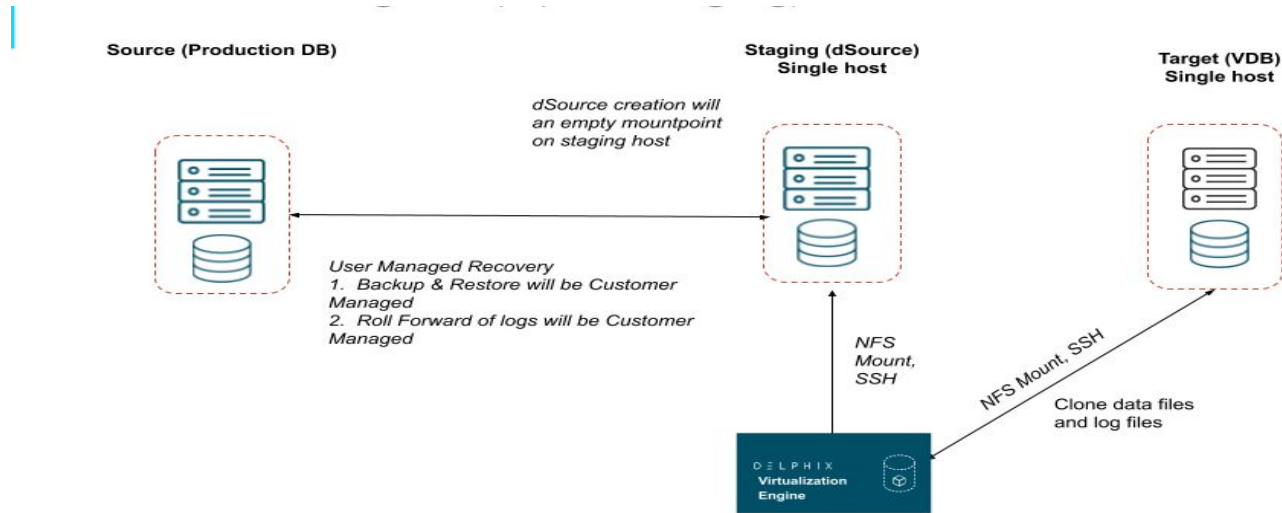 Source (Production DB)
Staging (dSource)
Single host
Target (VDB)
Single host
dSource creation will
an empty mountpoint
on staging host
User Managed Recovery
1. Backup & Restore will be Customer
Managed
2. Roll Forward of logs will be Customer
Managed
NFS
Mount,
SSH
NFS Mount, SSH
Clone data files
and log files
DELPHIX
Virtualization
Engine